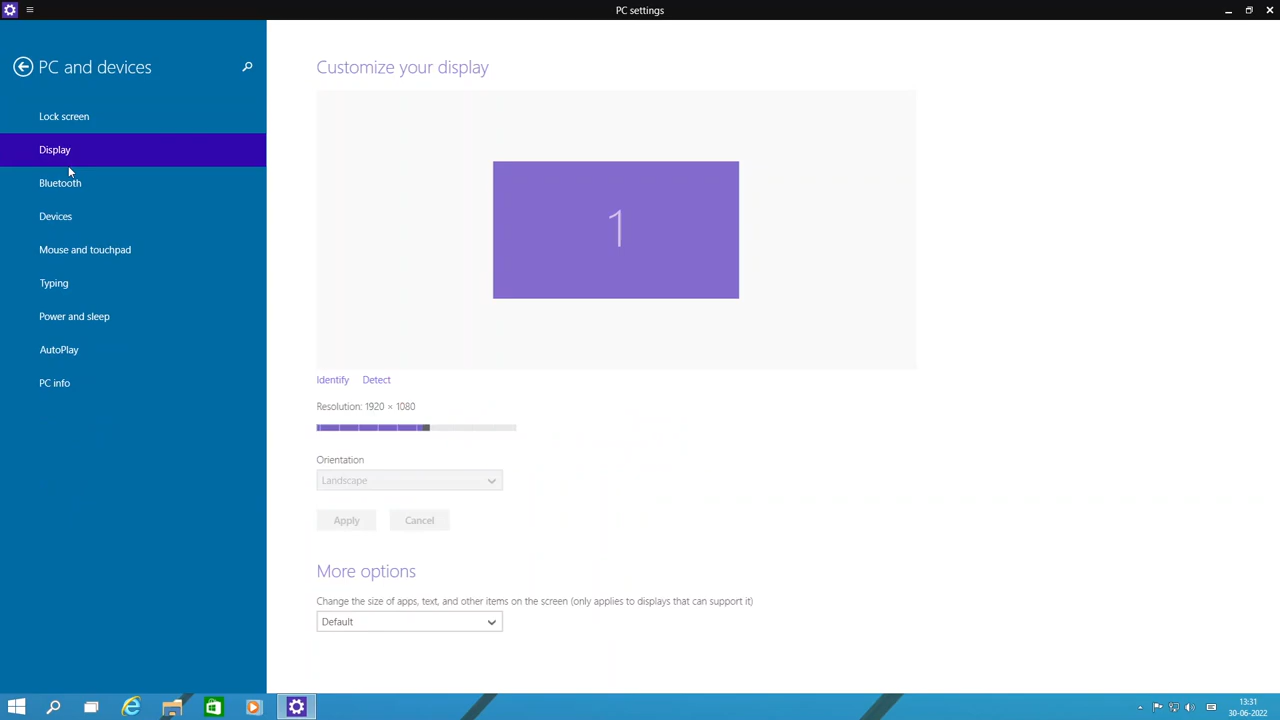 PC settings
PC and devices
Lock screen
Display
Bluetooth
Devices
Mouse and touchpad
Typing
Power and sleep
AutoPlay
PC info
Customize your display
1
Identify Detect
Resolution: 1920 × 1080
Orientation
Landscape
Apply Cancel
More options
Change the size of apps, text, and other items on the screen (only applies to displays that can support it)
Default
13:31
30-06-2022